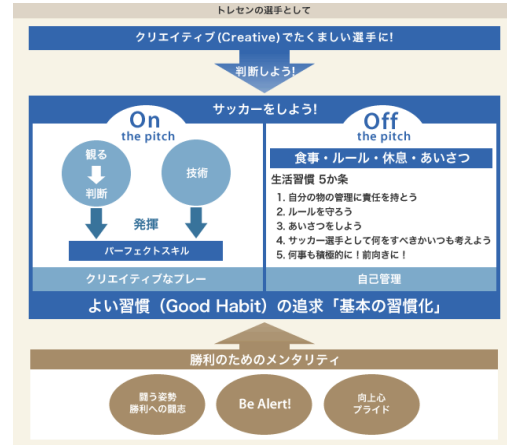 トレセンの選手として
クリエイティブ(Creative)でたくましい選手に!
判断しよう!
サッカーをしよう!
On
the pitch
観る
判断
技術
発揮
パーフェクトスキル
クリエイティブなプレー
Off
the pitch
食事・ルール・休息・あいさつ
生活習慣 5か条
1. 自分の物の管理に責任を持とう
2. ルールを守ろう
3. あいさつをしよう
4. サッカー選手として何をすべきかいつも考えよう
5. 何事も積極的に!前向きに!
自己管理
よい習慣（Good Habit）の追求「基本の習慣化」
勝利のためのメンタリティ
闘う姿勢
勝利への闘志
Be Alert!
向上心
プライド